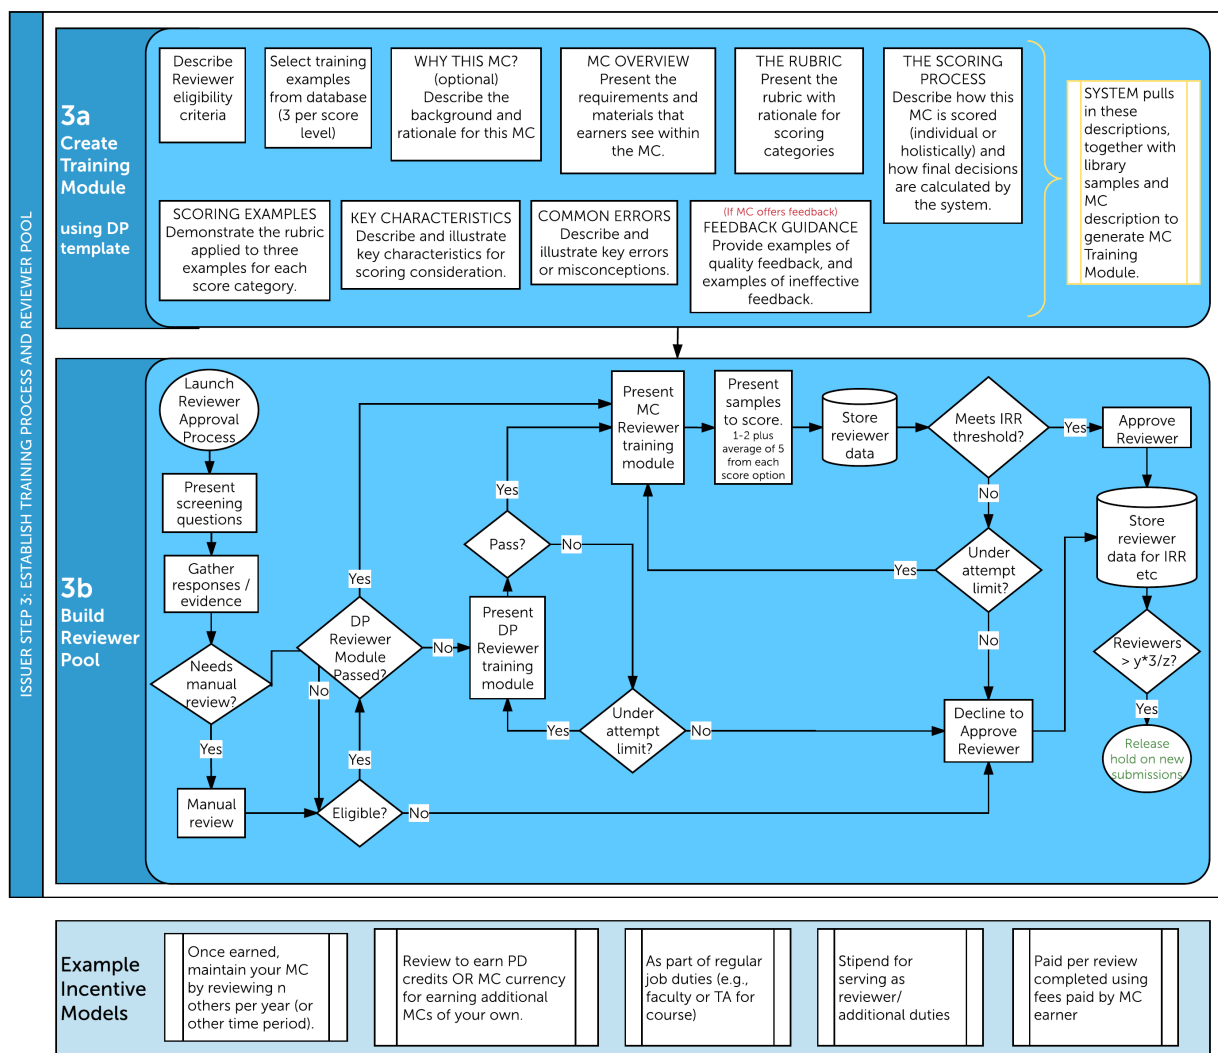 ISSUER STEP 3: ESTABLISH TRAINING PROCESS AND REVIEWER POOL
3a
Create
Training
Module
using DP
template
Describe
Reviewer
eligibility
criteria
Select training
examples
from database
(3 per score
level)
WHY THIS MC?
(optional)
Describe the
background and
rationale for this MC
MC OVERVIEW
Present the
requirements and
materials that
earners see within
the MC.
THE RUBRIC
Present the
rubric with
rationale for
scoring
categories
THE SCORING
PROCESS
Describe how this
MC is scored
(individual or
holistically) and
how final decisions
are calculated by
the system.
SYSTEM pulls
in these
descriptions,
together with
library
samples and
MC
description to
generate MC
Training
Module.
SCORING EXAMPLES
Demonstrate the rubric
applied to three
examples for each
score category.
KEY CHARACTERISTICS
Describe and illustrate
key characteristics for
scoring consideration.
COMMON ERRORS
Describe and
illustrate key errors
or misconceptions.
(If MC offers feedback)
FEEDBACK GUIDANCE
Provide examples of
quality feedback, and
examples of ineffective
feedback.
3b
Build
Reviewer
Pool
Launch
Reviewer
Approval
Process
Present
screening
questions
Gather
responses /
evidence
Needs
manual
review?
Yes
Manual
review
DP
Reviewer
Module
Passed?
Yes
No
No
Eligible?
Yes
No
Present
DP
Reviewer
training
module
Pass?
Yes
No
Under
attempt
limit?
Yes
No
Present
MC
Reviewer
training
module
Present
samples
to score.
1-2 plus
average of 5
from each
score option
Store
reviewer
data
Meets IRR
threshold?
Yes
No
Under
attempt
limit?
Yes
No
Decline to
Approve
Reviewer
Approve
Reviewer
Store
reviewer
data for IRR
etc
Reviewers
> y*3/z?
Yes
Release
hold on new
submissions
Example
Incentive
Models
Once earned,
maintain your MC
by reviewing n
others per year (or
other time period).
Review to earn PD
credits OR MC currency
for earning additional
MCs of your own.
As part of regular
job duties (e.g.,
faculty or TA for
course)
Stipend for
serving as
reviewer/
additional duties
Paid per review
completed using
fees paid by MC
earner